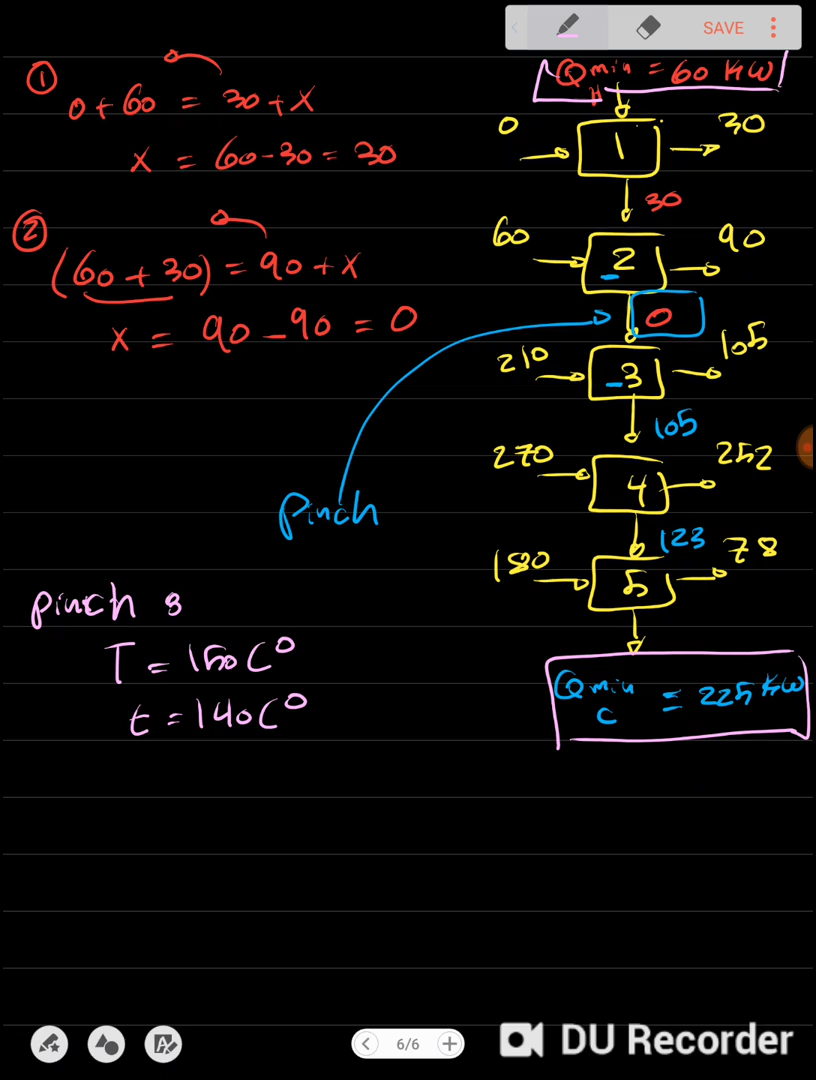 SAVE
①
0 + 60 = 30 + x
x = 60 - 30 = 30
②
(60 + 30) = 90 + x
x = 90 - 90 = 0
Pinch
Pinch :
T = 150 C°
t = 140 C°
Q min H = 60 KW
0 1 30
30
60 2 90
0
210 3 105
105
270 4 252
123
180 5 78
Q min C = 225 KW
6/6
DU Recorder